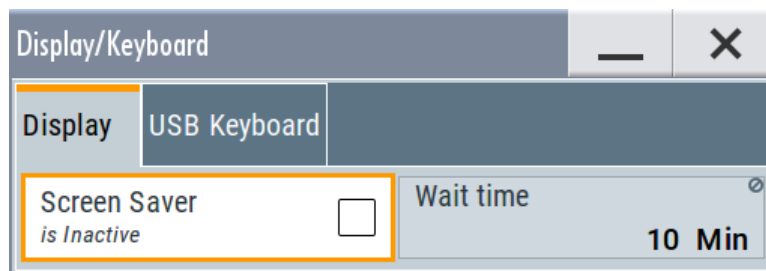 Display/Keyboard
Display USB Keyboard
Screen Saver
is Inactive
Wait time
10 Min